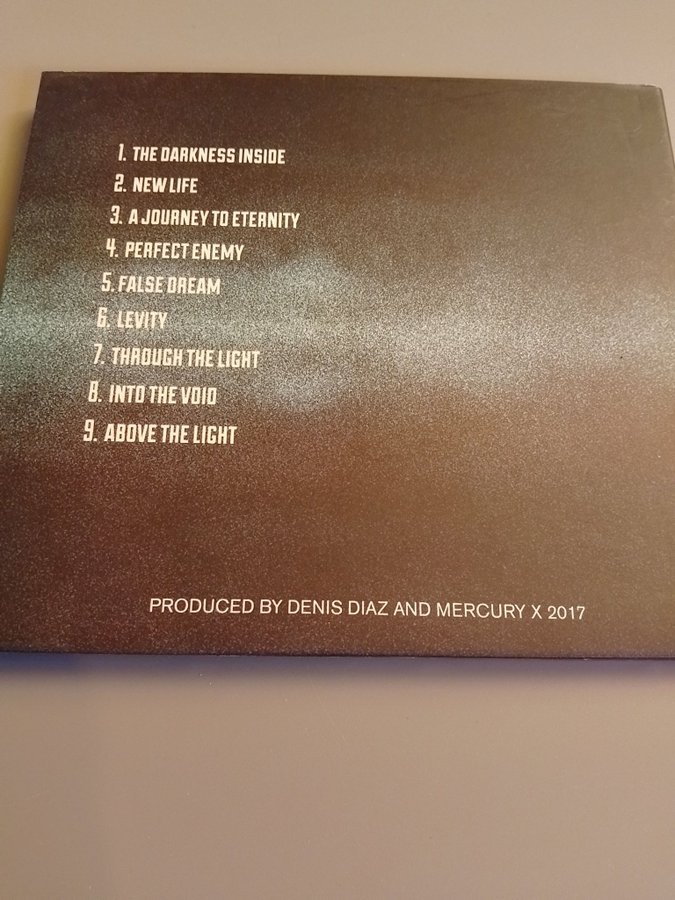 1. THE DARKNESS INSIDE
2. NEW LIFE
3. A JOURNEY TO ETERNITY
4. PERFECT ENEMY
5. FALSE DREAM
6. LEVITY
7. THROUGH THE LIGHT
8. INTO THE VOID
9. ABOVE THE LIGHT
PRODUCED BY DENIS DIAZ AND MERCURY X 2017